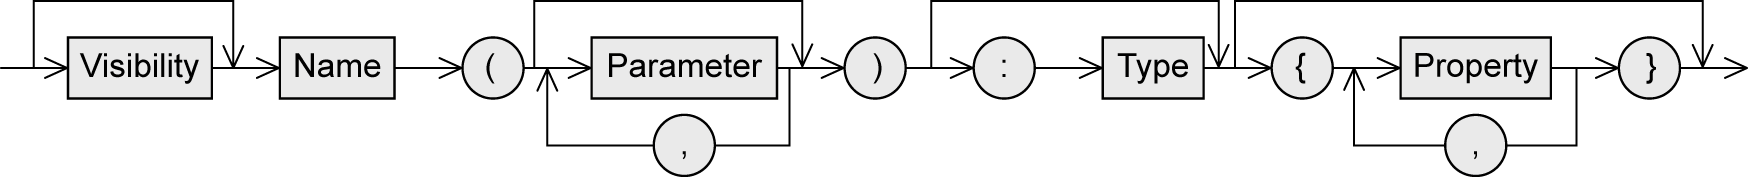 Visibility Name ( Parameter ) : Type { Property }
, ,